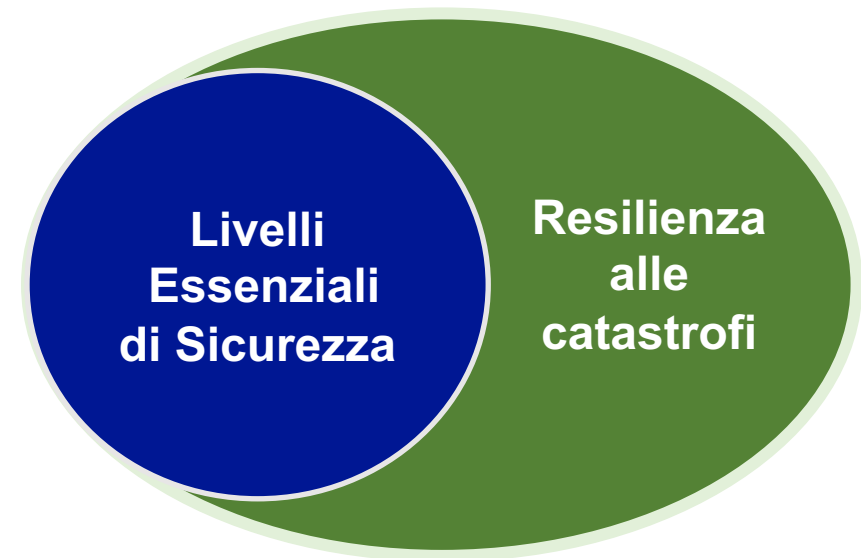 Livelli
Essenziali
di Sicurezza
Resilienza
alle
catastrofi